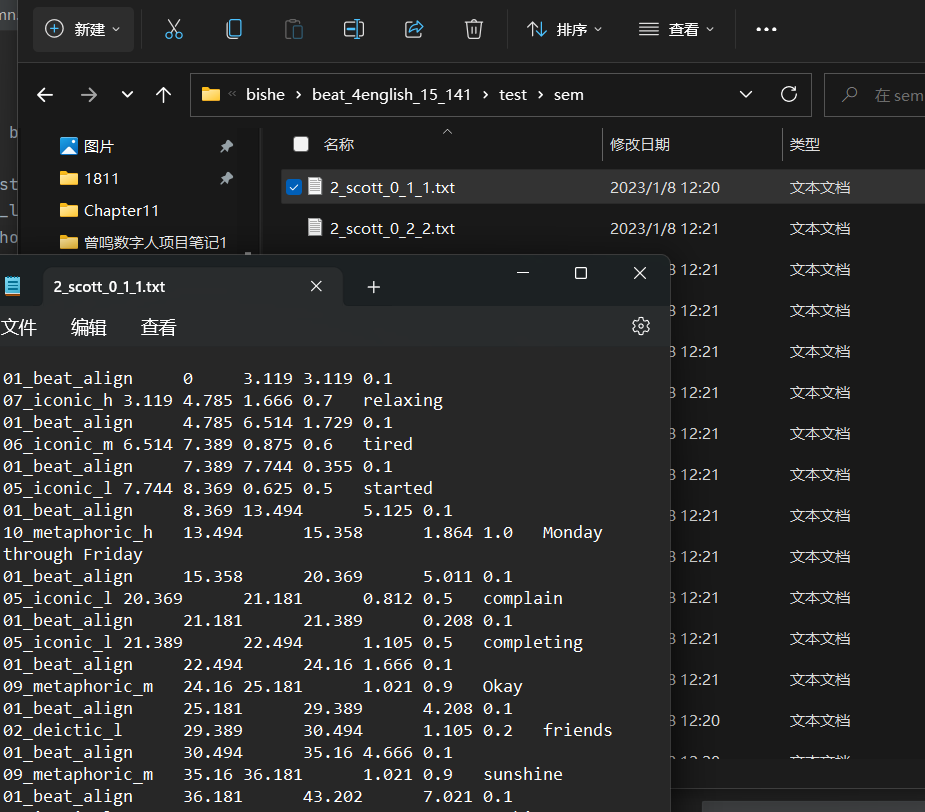 mn.
新建
排序
查看
bishe › beat_4english_15_141 › test › sem
在 sem
图片
1811
Chapter11
曾鸣数字人项目笔记1
b
st
_l
ho
名称 修改日期 类型
2_scott_0_1_1.txt 2023/1/8 12:20 文本文档
2_scott_0_2_2.txt 2023/1/8 12:21 文本文档
8 12:21 文本文档
8 12:21 文本文档
8 12:21 文本文档
8 12:21 文本文档
8 12:21 文本文档
8 12:21 文本文档
8 12:21 文本文档
8 12:21 文本文档
8 12:21 文本文档
8 12:21 文本文档
8 12:21 文本文档
8 12:20 文本文档
2_scott_0_1_1.txt
文件 编辑 查看
01_beat_align 0 3.119 3.119 0.1
07_iconic_h 3.119 4.785 1.666 0.7 relaxing
01_beat_align 4.785 6.514 1.729 0.1
06_iconic_m 6.514 7.389 0.875 0.6 tired
01_beat_align 7.389 7.744 0.355 0.1
05_iconic_l 7.744 8.369 0.625 0.5 started
01_beat_align 8.369 13.494 5.125 0.1
10_metaphoric_h 13.494 15.358 1.864 1.0 Monday
through Friday
01_beat_align 15.358 20.369 5.011 0.1
05_iconic_l 20.369 21.181 0.812 0.5 complain
01_beat_align 21.181 21.389 0.208 0.1
05_iconic_l 21.389 22.494 1.105 0.5 completing
01_beat_align 22.494 24.16 1.666 0.1
09_metaphoric_m 24.16 25.181 1.021 0.9 Okay
01_beat_align 25.181 29.389 4.208 0.1
02_deictic_l 29.389 30.494 1.105 0.2 friends
01_beat_align 30.494 35.16 4.666 0.1
09_metaphoric_m 35.16 36.181 1.021 0.9 sunshine
01_beat_align 36.181 43.202 7.021 0.1